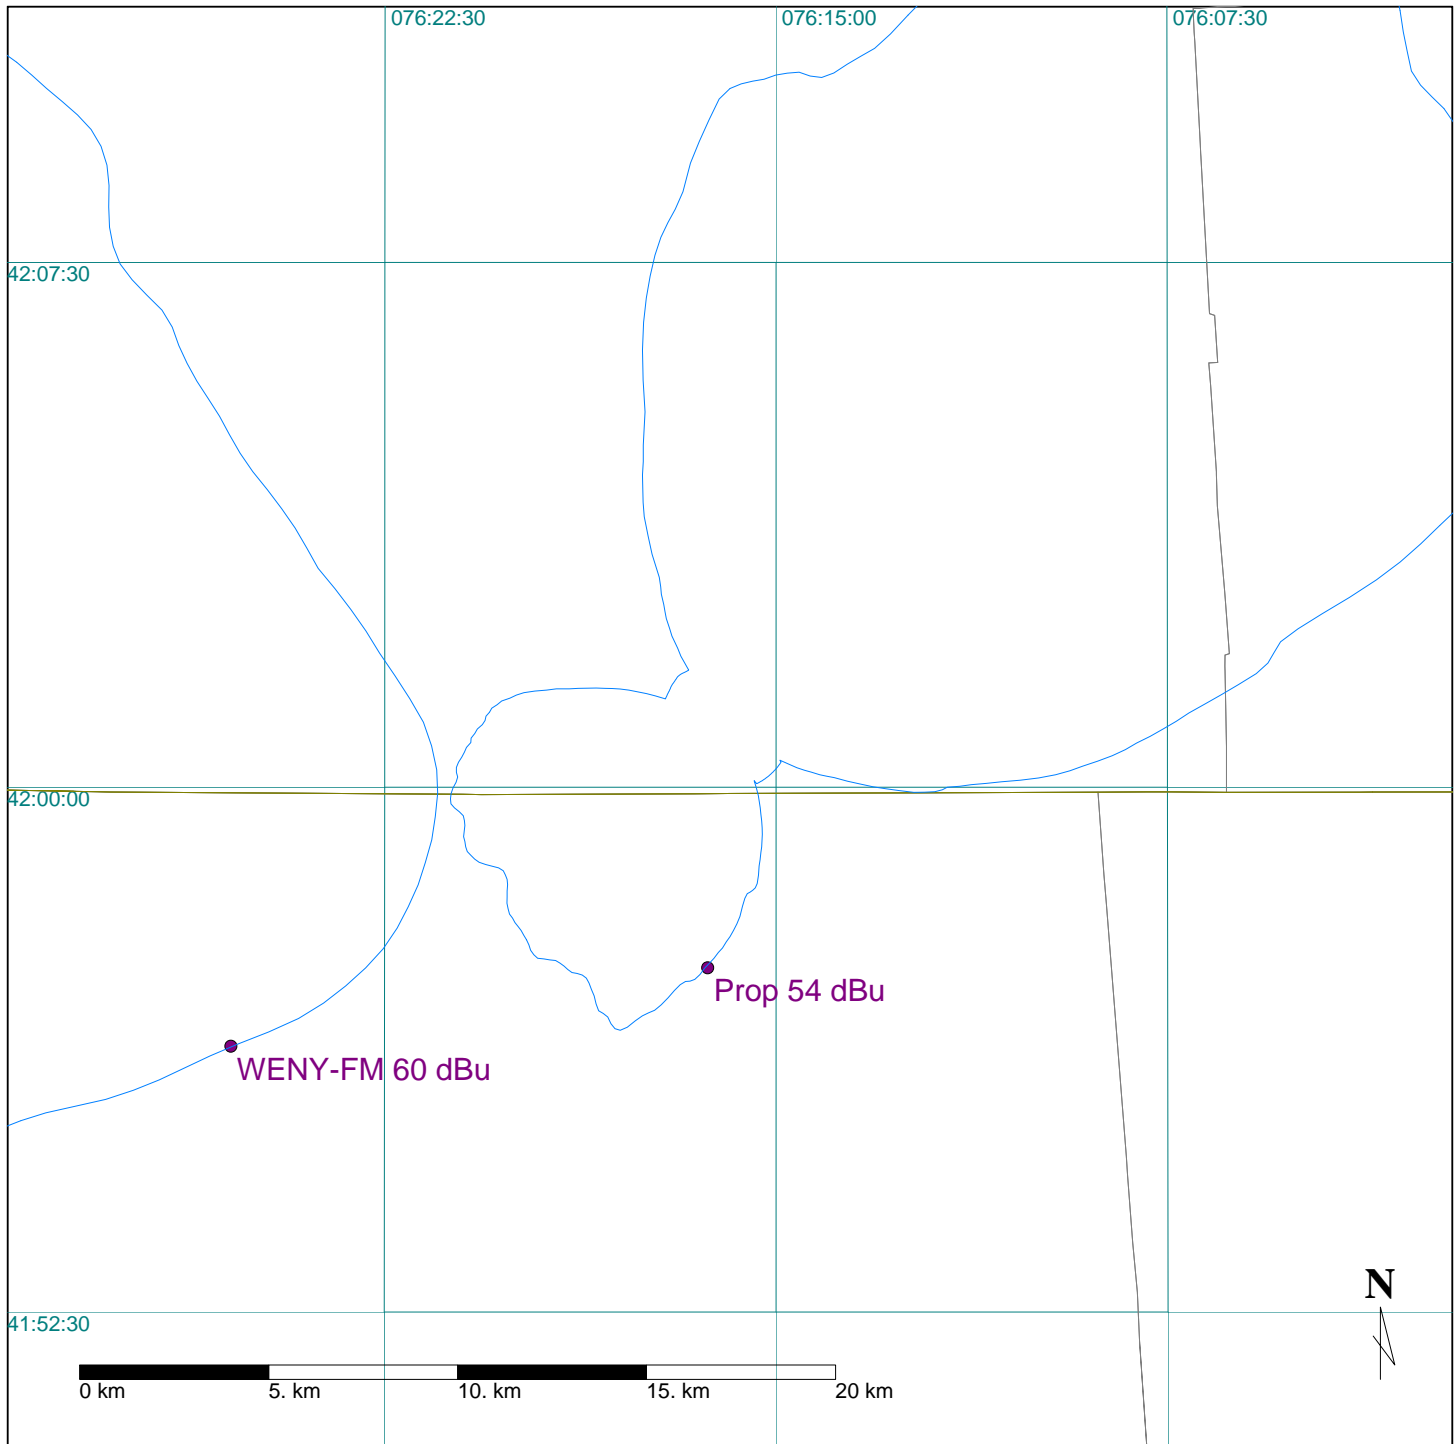 076:22:30
076:15:00
076:07:30
42:07:30
42:00:00
Prop 54 dBu
WENY-FM 60 dBu
N
41:52:30
0 km
5. km
10. km
15. km
20 km